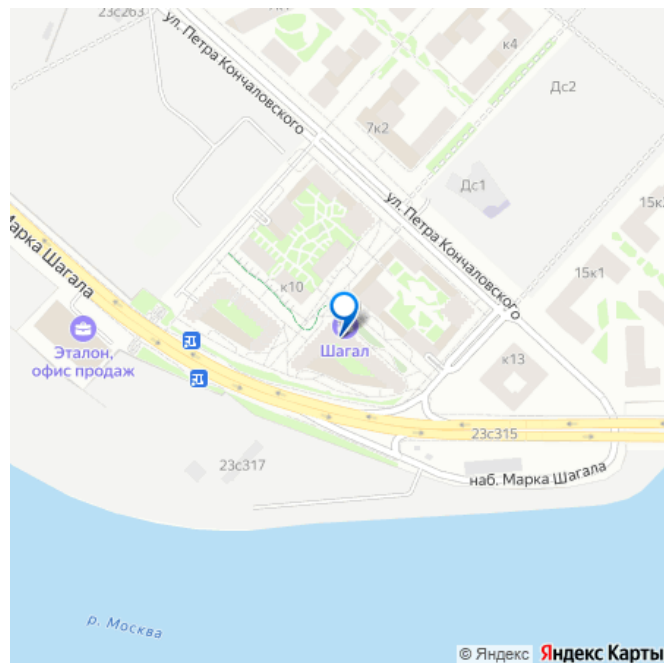 23с263
к4
ул. Петра Кончаловского
7к2
Дс2
Дс1
ул. Петра Кончаловского
15к1
Марка Шагала
к10
Шагал
Эталон,
офис продаж
к13
23с315
23с317
наб. Марка Шагала
р. Москва
© Яндекс Яндекс Карты